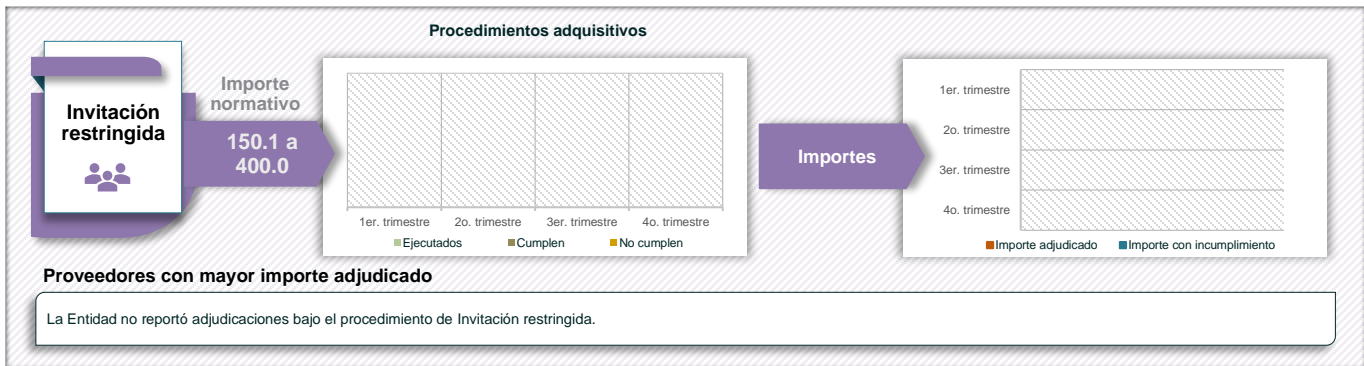 Procedimientos adquisitivos
Invitación
restringida
Importe
normativo
150.1 a
400.0
1er. trimestre
2o. trimestre
3er. trimestre
4o. trimestre
Ejecutados
Cumplen
No cumplen
Importes
1er. trimestre
2o. trimestre
3er. trimestre
4o. trimestre
Importe adjudicado
Importe con incumplimiento
Proveedores con mayor importe adjudicado
La Entidad no reportó adjudicaciones bajo el procedimiento de Invitación restringida.